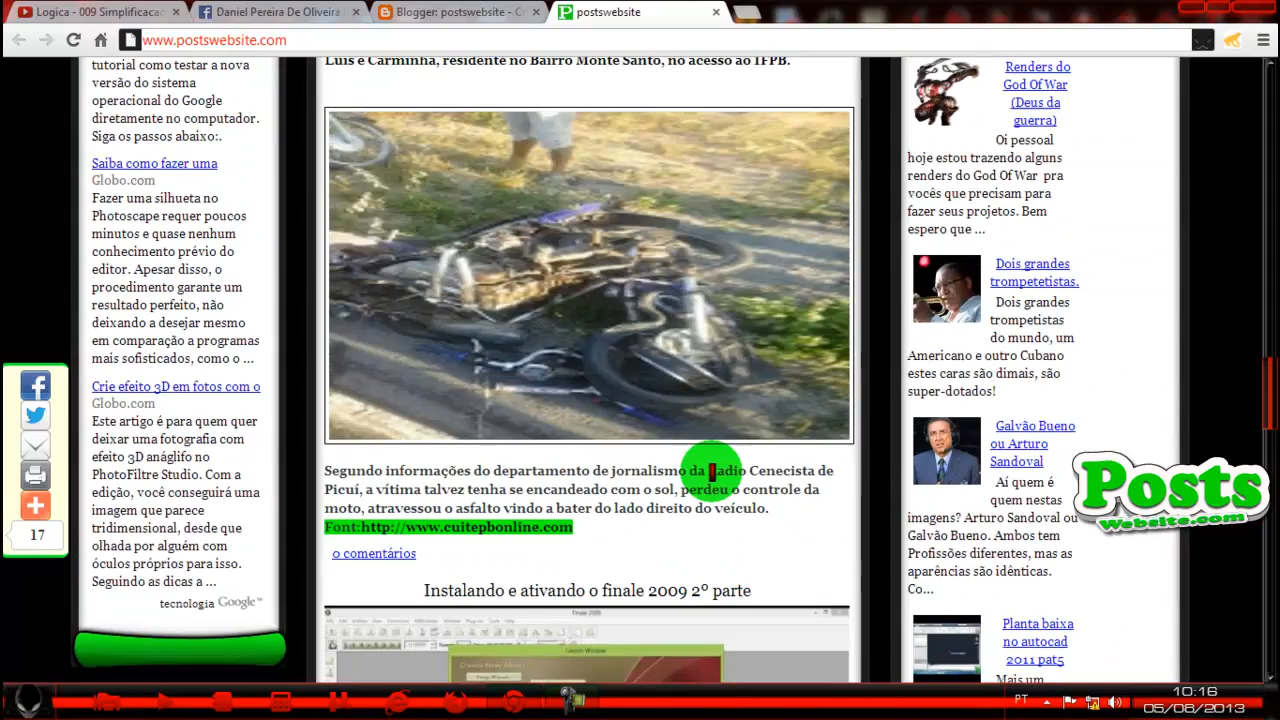 Logica - 009 Simplificacao
Daniel Pereira De Oliveira
Blogger: postswebsite - C
postswebsite
www.postswebsite.com
tutorial como testar a nova
versão do sistema
operacional do Google
diretamente no computador.
Siga os passos abaixo:.
Saiba como fazer uma
Globo.com
Fazer uma silhueta no
Photoscape requer poucos
minutos e quase nenhum
conhecimento prévio do
editor. Apesar disso, o
procedimento garante um
resultado perfeito, não
deixando a desejar mesmo
em comparação a programas
mais sofisticados, como o ...
Crie efeito 3D em fotos com o
Globo.com
Este artigo é para quem quer
deixar uma fotografia com
efeito 3D anáglifo no
PhotoFiltre Studio. Com a
edição, você conseguirá uma
imagem que parece
tridimensional, desde que
olhada por alguém com
óculos próprios para isso.
Seguindo as dicas a ...
tecnologia Google™
17
Luis e Carminha, residente no Bairro Monte Santo, no acesso ao IFPB.
Segundo informações do departamento de jornalismo da Radio Cenecista de
Picuí, a vítima talvez tenha se encandeado com o sol, perdeu o controle da
moto, atravessou o asfalto vindo a bater do lado direito do veículo.
Font:http://www.cuitepbonline.com
0 comentários
Instalando e ativando o finale 2009 2º parte
Finale 2009
Launch Window
Renders do
God Of War
(Deus da
guerra)
Oi pessoal
hoje estou trazendo alguns
renders do God Of War pra
vocês que precisam para
fazer seus projetos. Bem
espero que ...
Dois grandes
trompetetistas.
Dois grandes
trompetistas
do mundo, um
Americano e outro Cubano
estes caras são dimais, são
super-dotados!
Galvão Bueno
ou Arturo
Sandoval
Aí quem é
quem nestas
imagens? Arturo Sandoval ou
Galvão Bueno. Ambos tem
Profissões diferentes, mas as
aparências são idênticas.
Co...
Planta baixa
no autocad
2011 pat5
Mais um
Posts
Website.com
PT
10:16
05/08/2013